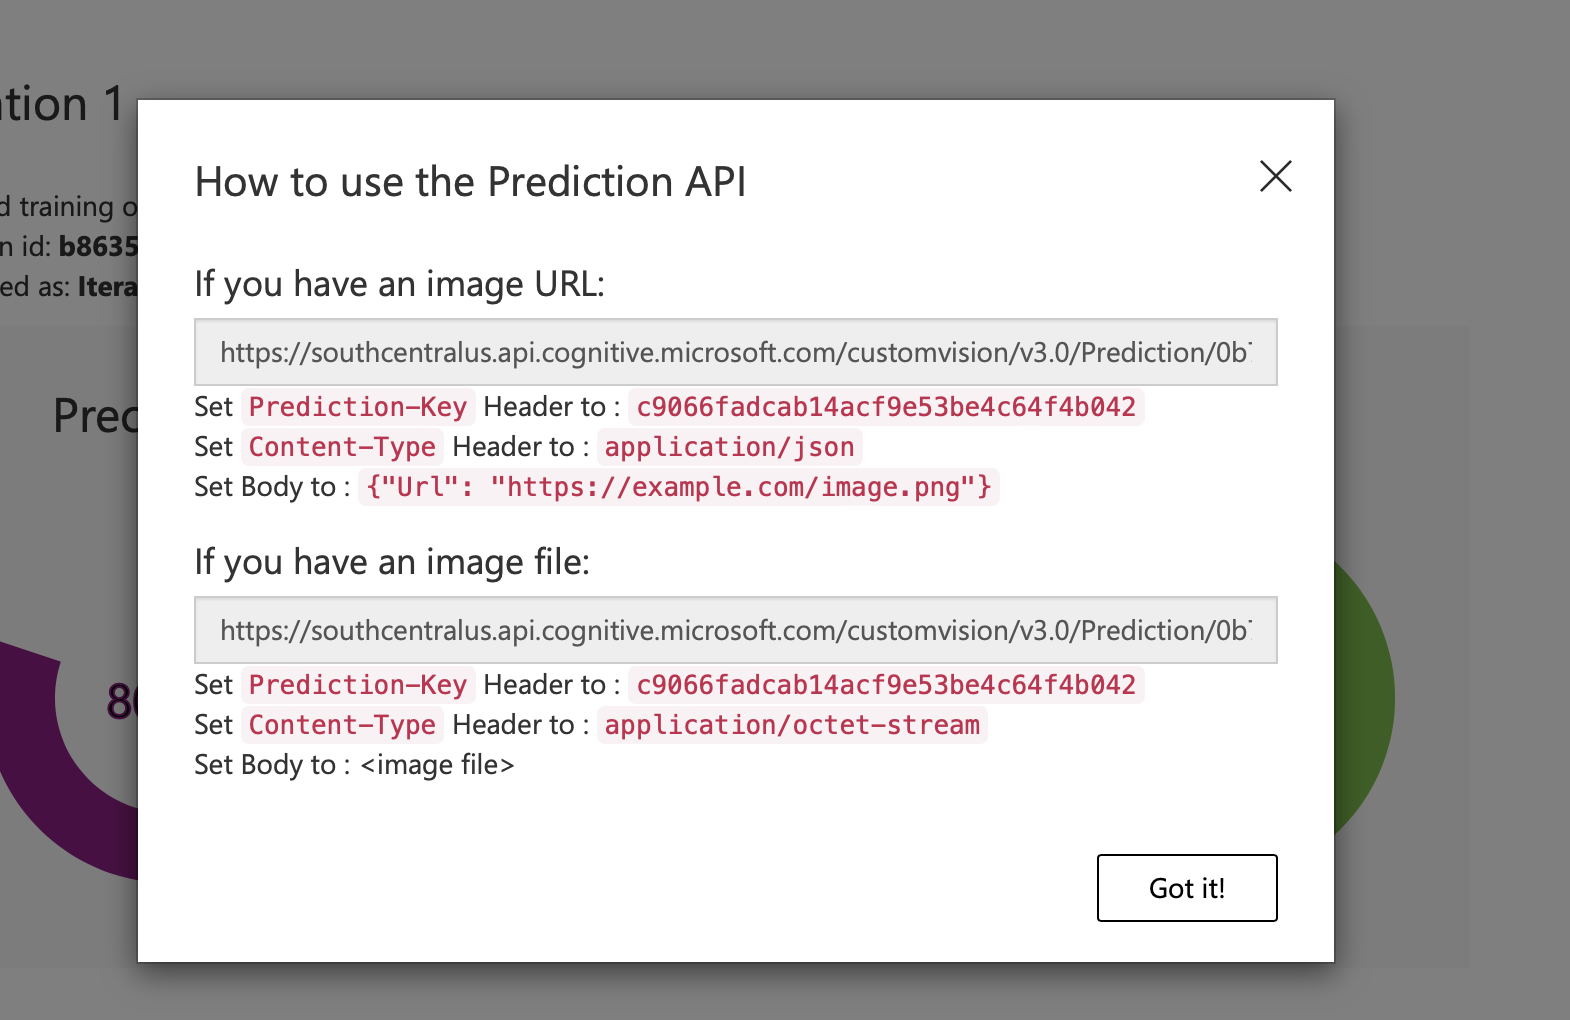 ation 1
d training o
n id: b8635
ed as: Itera
Prec
80
How to use the Prediction API
If you have an image URL:
https://southcentralus.api.cognitive.microsoft.com/customvision/v3.0/Prediction/0b7
Set Prediction-Key Header to : c9066fadcab14acf9e53be4c64f4b042
Set Content-Type Header to : application/json
Set Body to : {"Url": "https://example.com/image.png"}
If you have an image file:
https://southcentralus.api.cognitive.microsoft.com/customvision/v3.0/Prediction/0b7
Set Prediction-Key Header to : c9066fadcab14acf9e53be4c64f4b042
Set Content-Type Header to : application/octet-stream
Set Body to : <image file>
Got it!